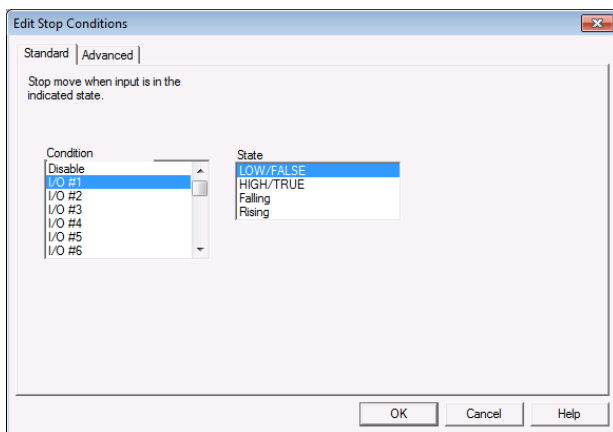 Edit Stop Conditions
Standard
Advanced
Stop move when input is in the
indicated state.
Condition
Disable
I/O #1
I/O #2
I/O #3
I/O #4
I/O #5
I/O #6
State
LOW/FALSE
HIGH/TRUE
Falling
Rising
OK
Cancel
Help